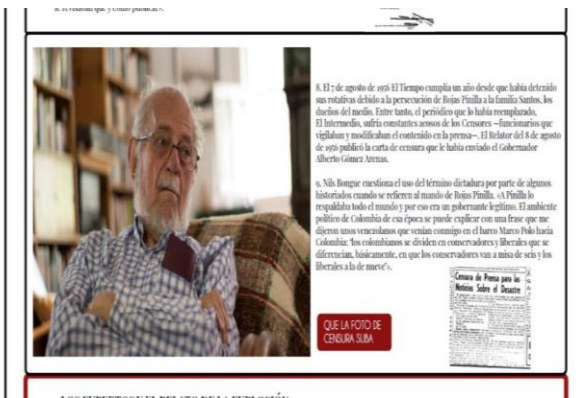 8. El 7 de agosto de 1956 El Tiempo cumplía un año desde que había detenido
sus rotativas debido a la persecución de Rojas Pinilla a la familia Santos, los
dueños del medio. Entre tanto, el periódico que lo había reemplazado,
El Intermedio, sufría constantes acosos de los Censores —funcionarios que
vigilaban y modificaban el contenido en la prensa—. El Relator del 8 de agosto
de 1956 publicó la carta de censura que le había enviado el Gobernador
Alberto Gómez Arenas.
9. Nils Bongue cuestiona el uso del término dictadura por parte de algunos
historiados cuando se refieren al mando de Rojas Pinilla. «A Pinilla lo
respaldaba todo el mundo y por eso era un gobernante legítimo. El ambiente
político de Colombia de esa época se puede explicar con una frase que me
dijeron unos venezolanos que venían conmigo en el barco Marco Polo hacia
Colombia: 'los colombianos se dividen en conservadores y liberales que se
diferencian, básicamente, en que los conservadores van a misa de seis y los
liberales a la de nueve'».
Censura de Prensa para las
Noticias Sobre el Desastre
QUE LA FOTO DE
CENSURA SUBA